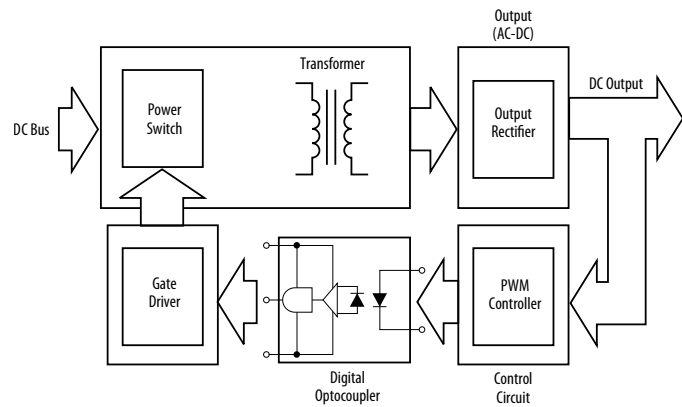 Output
(AC-DC)
Transformer
DC Output
Power
Switch
Output
Rectifier
DC Bus
Gate
Driver
PWM
Controller
Digital
Optocoupler
Control
Circuit